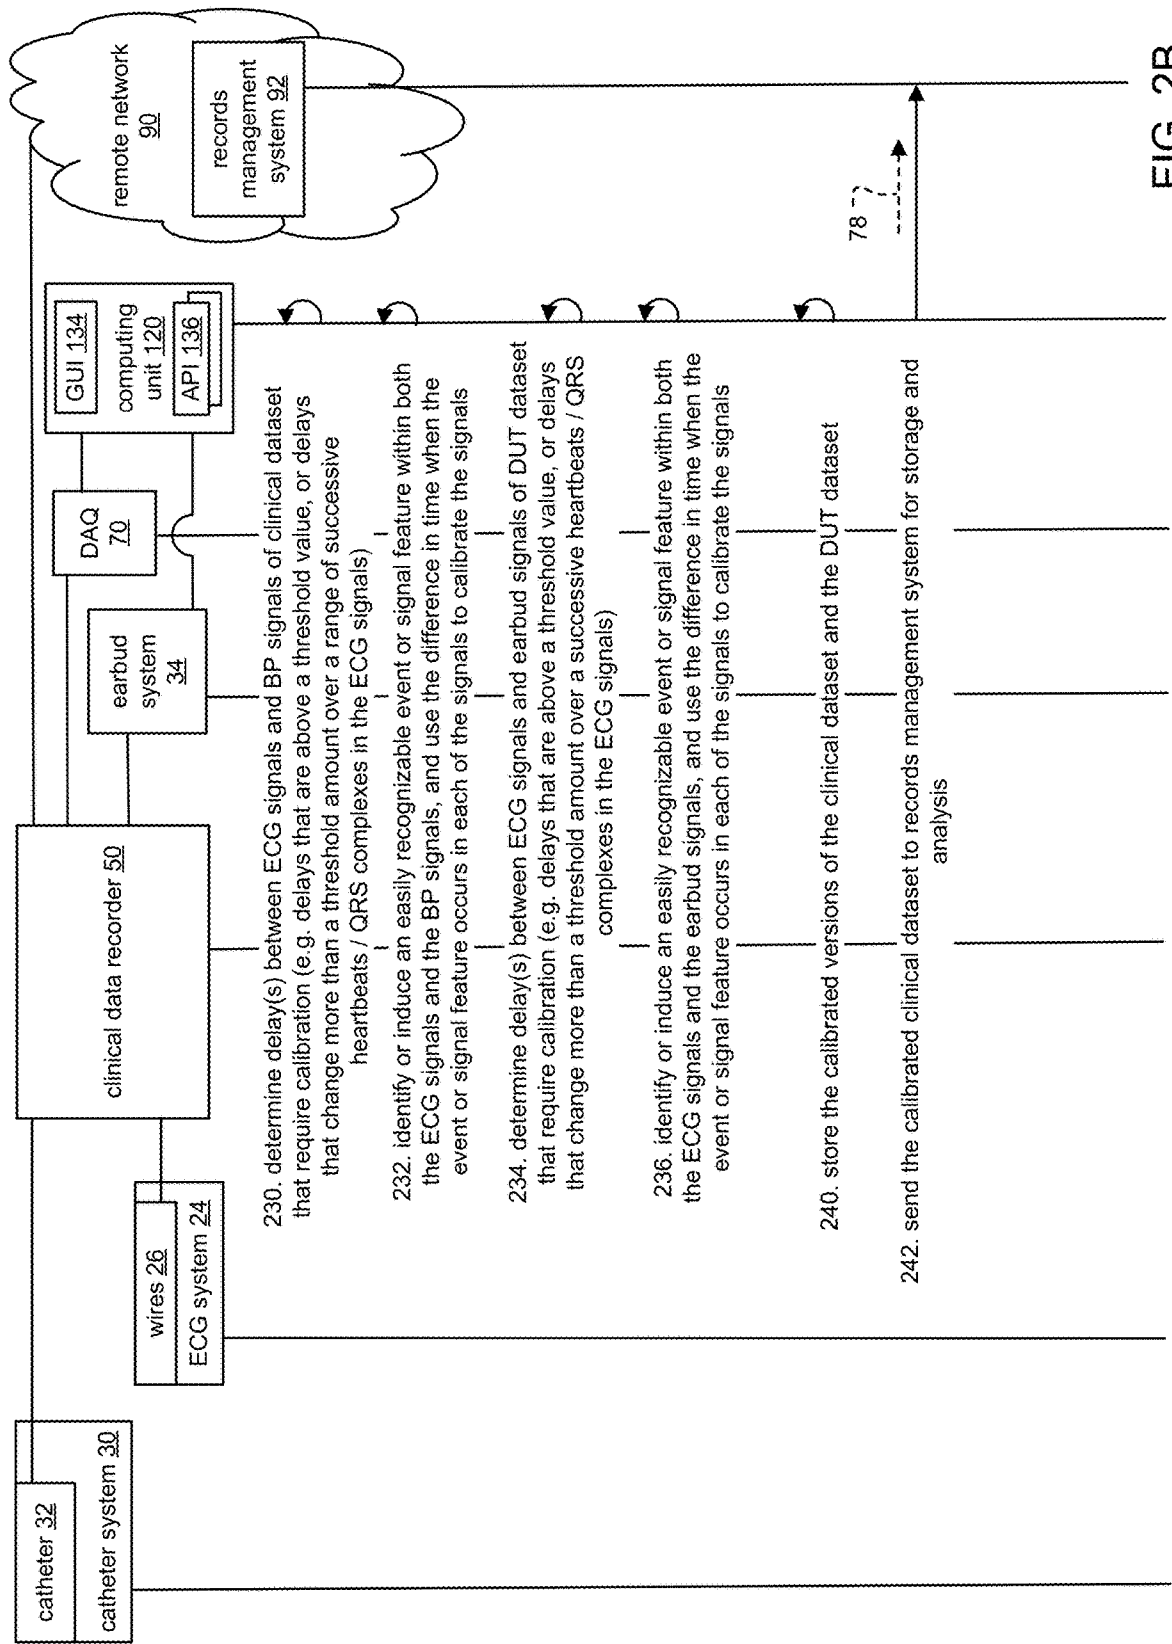 catheter 32
catheter system 30
wires 26
ECG system 24
clinical data recorder 50
earbud
system
34
DAQ
70
GUI 134
computing
unit 120
API 136
remote network
90
records
management
system 92
230. determine delay(s) between ECG signals and BP signals of clinical dataset
that require calibration (e.g. delays that are above a threshold value, or delays
that change more than a threshold amount over a range of successive
heartbeats / QRS complexes in the ECG signals)
232. identify or induce an easily recognizable event or signal feature within both
the ECG signals and the BP signals, and use the difference in time when the
event or signal feature occurs in each of the signals to calibrate the signals
234. determine delay(s) between ECG signals and earbud signals of DUT dataset
that require calibration (e.g. delays that are above a threshold value, or delays
that change more than a threshold amount over a successive heartbeats / QRS
complexes in the ECG signals)
236. identify or induce an easily recognizable event or signal feature within both
the ECG signals and the earbud signals, and use the difference in time when the
event or signal feature occurs in each of the signals to calibrate the signals
240. store the calibrated versions of the clinical dataset and the DUT dataset
242. send the calibrated clinical dataset to records management system for storage and
analysis
78
FIG. 2B